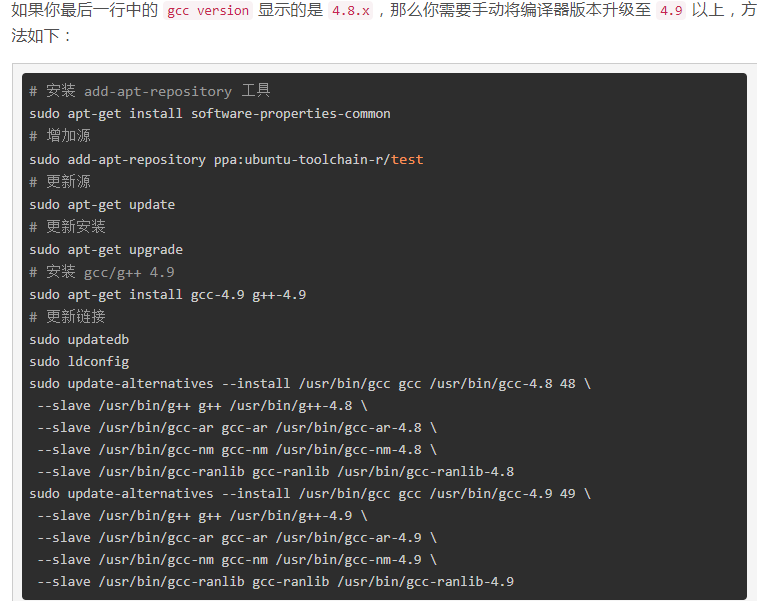 如果你最后一行中的 gcc version 显示的是 4.8.x ，那么你需要手动将编译器版本升级至 4.9 以上，方
法如下：
# 安装 add-apt-repository 工具
sudo apt-get install software-properties-common
# 增加源
sudo add-apt-repository ppa:ubuntu-toolchain-r/test
# 更新源
sudo apt-get update
# 更新安装
sudo apt-get upgrade
# 安装 gcc/g++ 4.9
sudo apt-get install gcc-4.9 g++-4.9
# 更新链接
sudo updatedb
sudo ldconfig
sudo update-alternatives --install /usr/bin/gcc gcc /usr/bin/gcc-4.8 48 \
--slave /usr/bin/g++ g++ /usr/bin/g++-4.8 \
--slave /usr/bin/gcc-ar gcc-ar /usr/bin/gcc-ar-4.8 \
--slave /usr/bin/gcc-nm gcc-nm /usr/bin/gcc-nm-4.8 \
--slave /usr/bin/gcc-ranlib gcc-ranlib /usr/bin/gcc-ranlib-4.8
sudo update-alternatives --install /usr/bin/gcc gcc /usr/bin/gcc-4.9 49 \
--slave /usr/bin/g++ g++ /usr/bin/g++-4.9 \
--slave /usr/bin/gcc-ar gcc-ar /usr/bin/gcc-ar-4.9 \
--slave /usr/bin/gcc-nm gcc-nm /usr/bin/gcc-nm-4.9 \
--slave /usr/bin/gcc-ranlib gcc-ranlib /usr/bin/gcc-ranlib-4.9